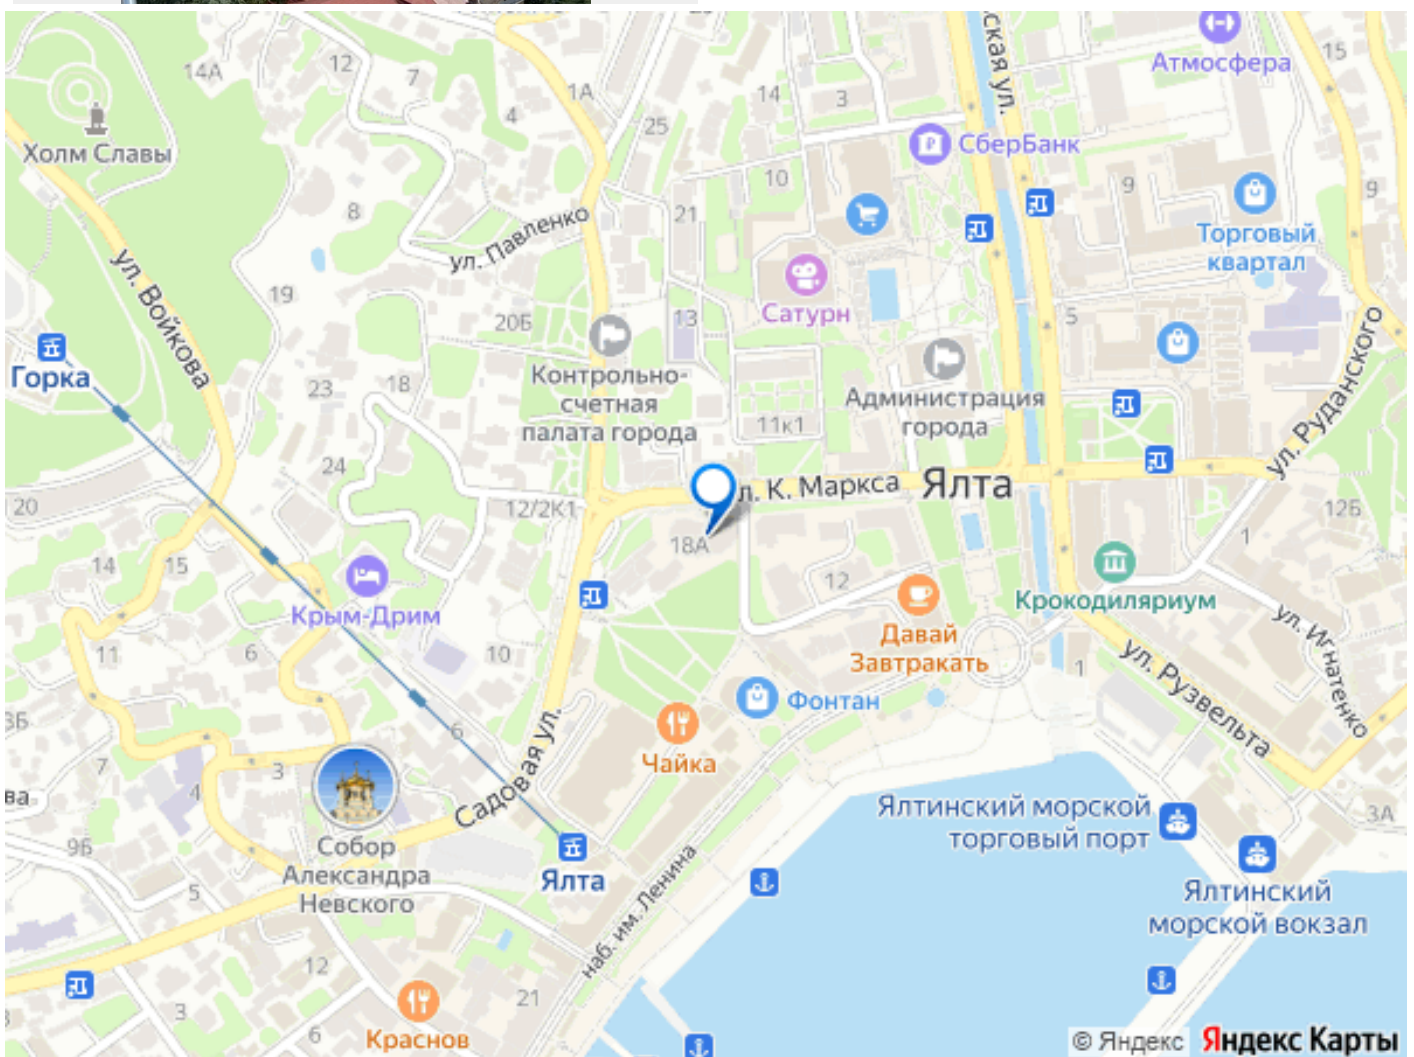 14А
12
7
4
1А
25
14
3
ская ул.
Атмосфера
15
Холм Славы
СберБанк
10
9
9
8
21
ул. Павленко
Торговый
квартал
ул. Войкова
19
20Б
13
Сатурн
5
Горка
23
18
Контрольно-
счетная
палата города
11к1
Администрация
города
ул. Руданского
24
20
12/2К1
л. К. Маркса
Ялта
12Б
18А
1
14
15
12
Крым-Дрим
Давай
Завтракать
Крокодиляриум
ул. Игнатенко
11
6
10
1
ул. Рузвельта
3Б
6
Фонтан
Чайка
7
3
4
ва
Садовая ул.
Ялтинский морской
торговый порт
3А
9Б
Собор
Александра
Невского
5
Ялта
наб. им. Ленина
Ялтинский
морской вокзал
12
3
21
6
Краснов
© Яндекс Яндекс Карты